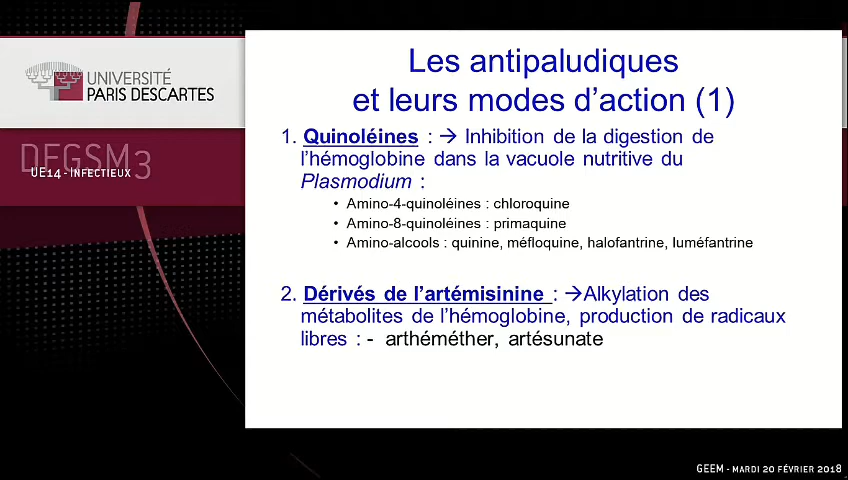 UNIVERSITÉ
PARIS DESCARTES
DFGSM3
UE14 - Infectieux
Les antipaludiques
et leurs modes d’action (1)
1. Quinoléines : → Inhibition de la digestion de
l’hémoglobine dans la vacuole nutritive du
Plasmodium :
• Amino-4-quinoléines : chloroquine
• Amino-8-quinoléines : primaquine
• Amino-alcools : quinine, méfloquine, halofantrine, luméfantrine
2. Dérivés de l’artémisinine : →Alkylation des
métabolites de l’hémoglobine, production de radicaux
libres : - arthéméther, artésunate
GEEM - MARDI 20 FÉVRIER 2018